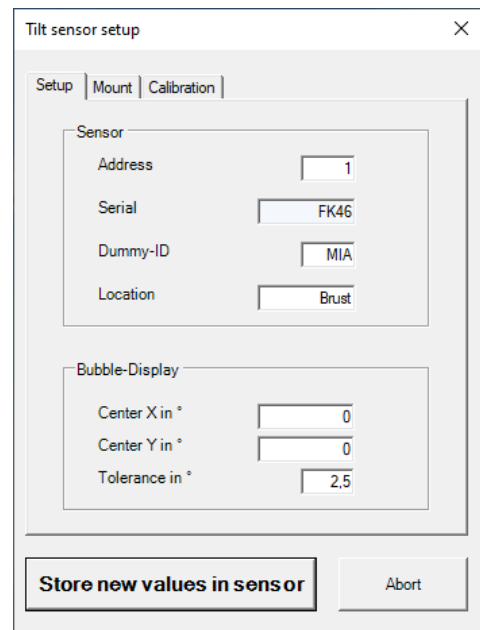 Tilt sensor setup
Setup Mount Calibration
Sensor
Address 1
Serial FK46
Dummy-ID MIA
Location Brust
Bubble-Display
Center X in ° 0
Center Y in ° 0
Tolerance in ° 2,5
Store new values in sensor Abort